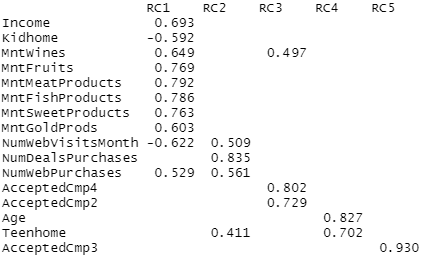 RC1 RC2 RC3 RC4 RC5
Income 0.693
Kidhome -0.592
MntWines 0.649 0.497
MntFruits 0.769
MntMeatProducts 0.792
MntFishProducts 0.786
MntSweetProducts 0.763
MntGoldProds 0.603
NumWebVisitsMonth -0.622 0.509
NumDealsPurchases 0.835
NumWebPurchases 0.529 0.561
AcceptedCmp4 0.802
AcceptedCmp2 0.729
Age 0.827
Teenhome 0.411 0.702
AcceptedCmp3 0.930